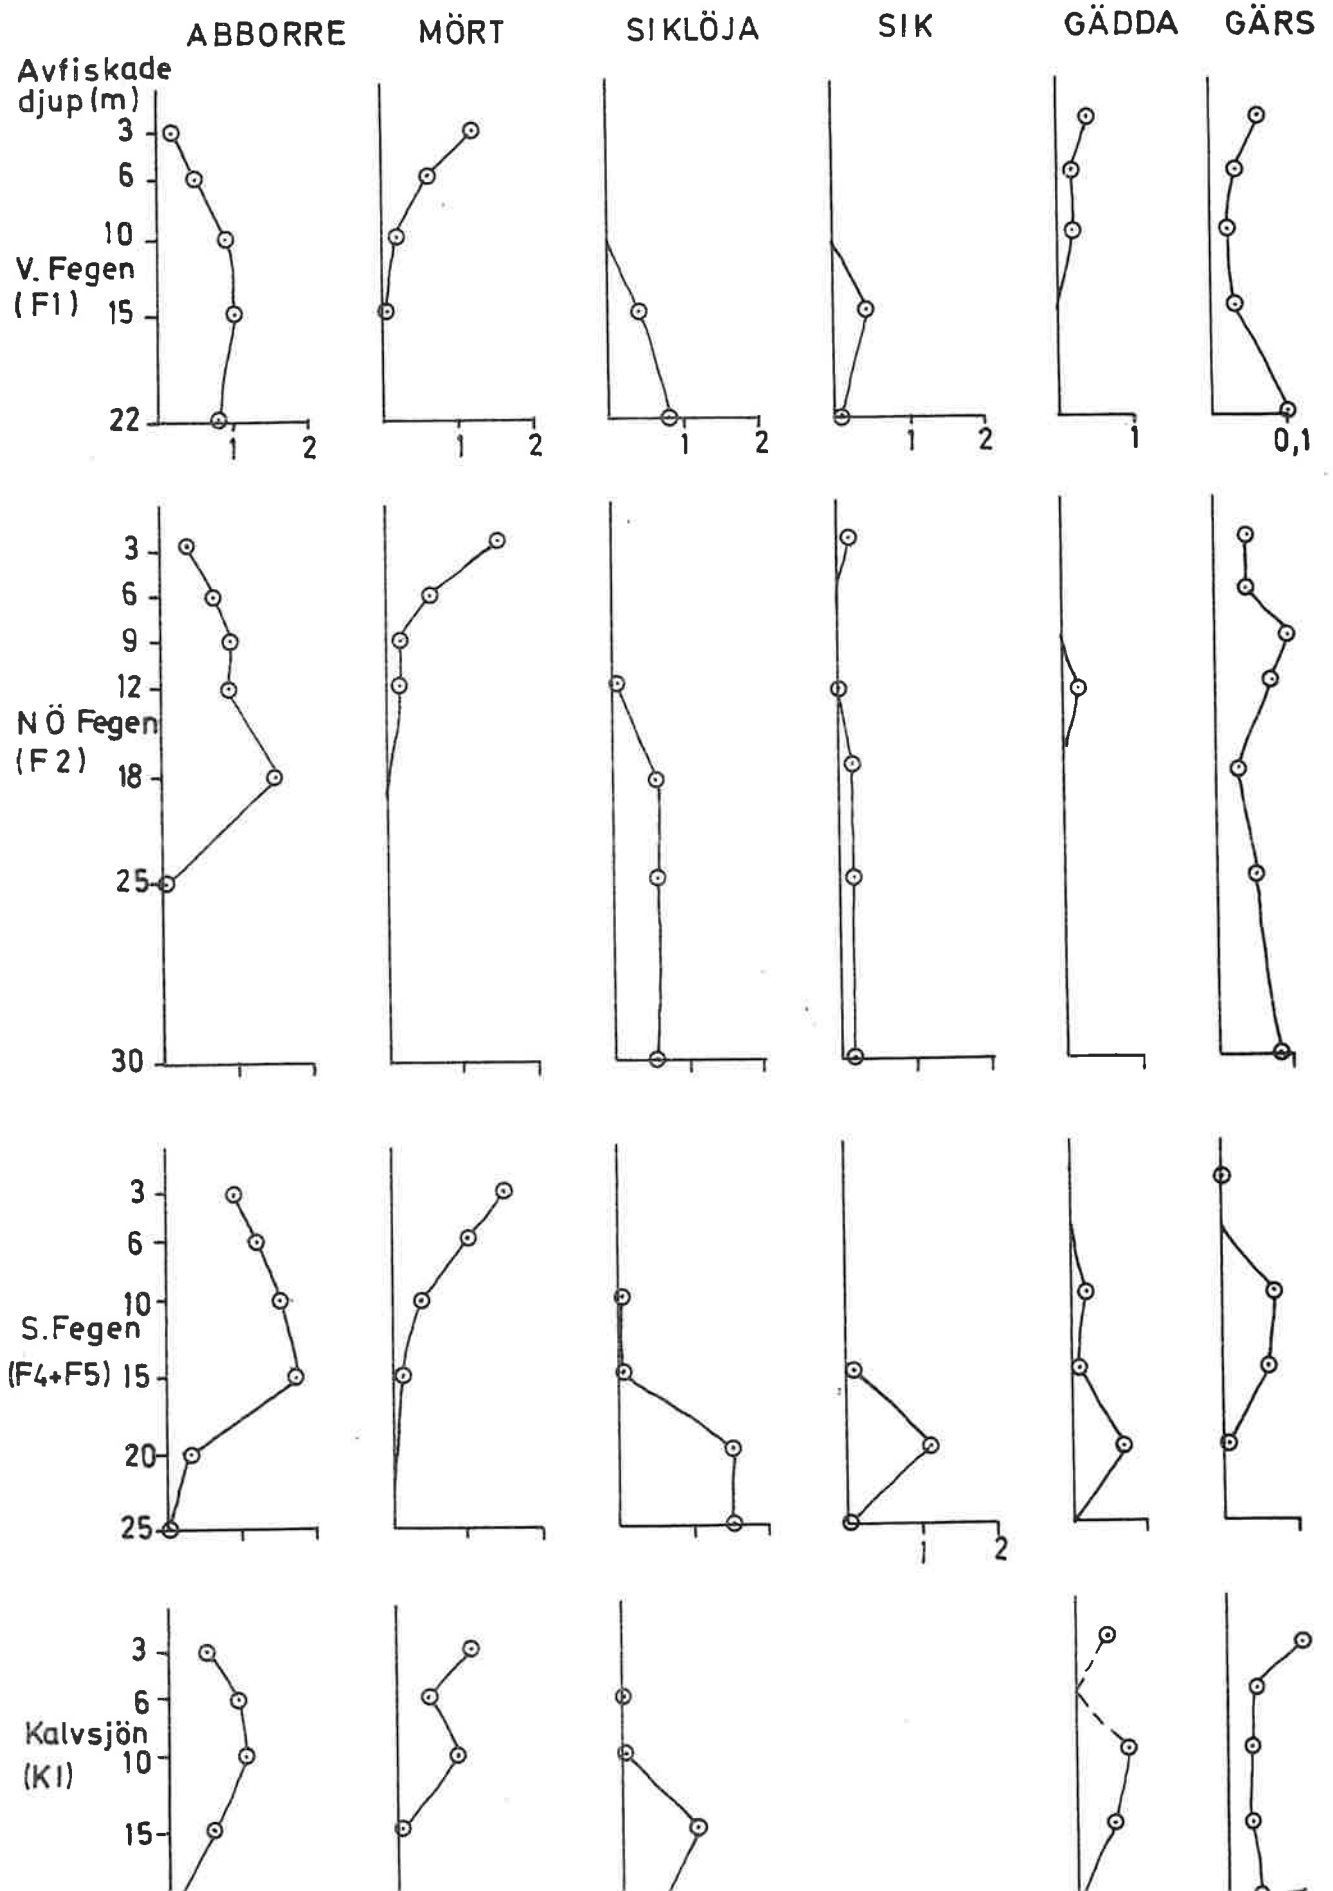 ABBORRE MÖRT SIKLÖJA SIK GÄDDA GÄRS
Avfiskade
djup (m)
3
6
10
V. Fegen
(F1) 15
22
1 2 1 2 1 2 1 2 1 0,1
3
6
9
12
NÖ Fegen
(F2)
18
25
30
3
6
10
S. Fegen
(F4+F5) 15
20
25
1 2
3
6
Kalvsjön
10
(K1)
15